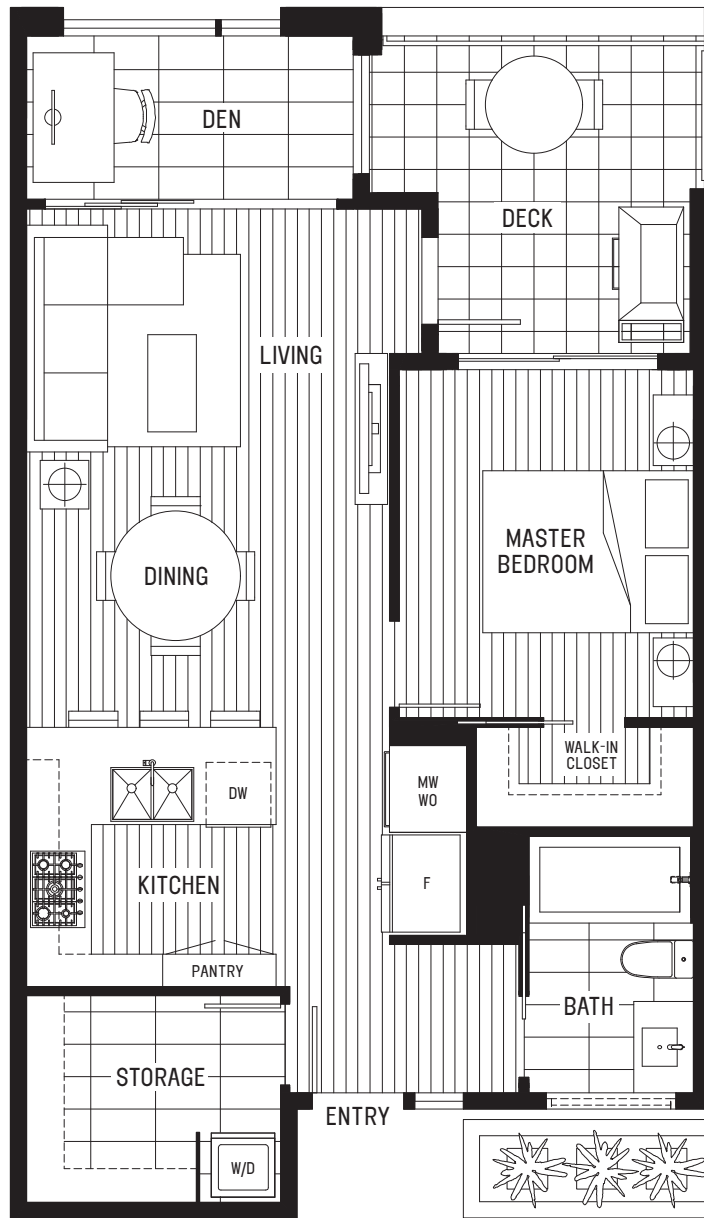 DEN
DECK
LIVING
MASTER
BEDROOM
DINING
WALK-IN
CLOSET
MW
WO
DW
KITCHEN
F
PANTRY
BATH
STORAGE
ENTRY
W/D